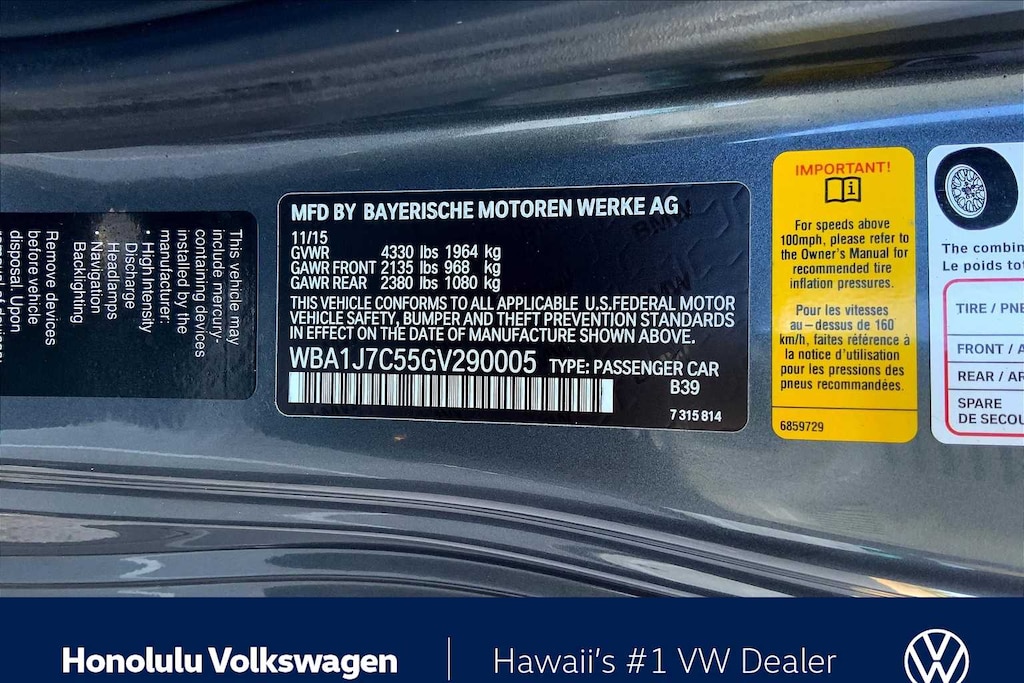 This vehicle may
include mercury-
containing devices
installed by the
manufacturer:
• High Intensity
Discharge
Headlamps
• Navigation
Backlighting
Remove devices
before vehicle
disposal. Upon
removal of devices
MFD BY BAYERISCHE MOTOREN WERKE AG
11/15
GVWR 4330 lbs 1964 kg
GAWR FRONT 2135 lbs 968 kg
GAWR REAR 2380 lbs 1080 kg
THIS VEHICLE CONFORMS TO ALL APPLICABLE U.S.FEDERAL MOTOR
VEHICLE SAFETY, BUMPER AND THEFT PREVENTION STANDARDS
IN EFFECT ON THE DATE OF MANUFACTURE SHOWN ABOVE.
WBA1J7C55GV290005 TYPE: PASSENGER CAR
B39
7 315 814
IMPORTANT!
For speeds above
100mph, please refer to
the Owner's Manual for
recommended tire
inflation pressures.
Pour les vitesses
au-dessus de 160
km/h, faites référence à
la notice d'utilisation
pour les pressions des
pneus recommandées.
6859729
The combin
Le poids tot
TIRE / PNE
FRONT / A
REAR / AR
SPARE
DE SECOU
Honolulu Volkswagen
Hawaii's #1 VW Dealer